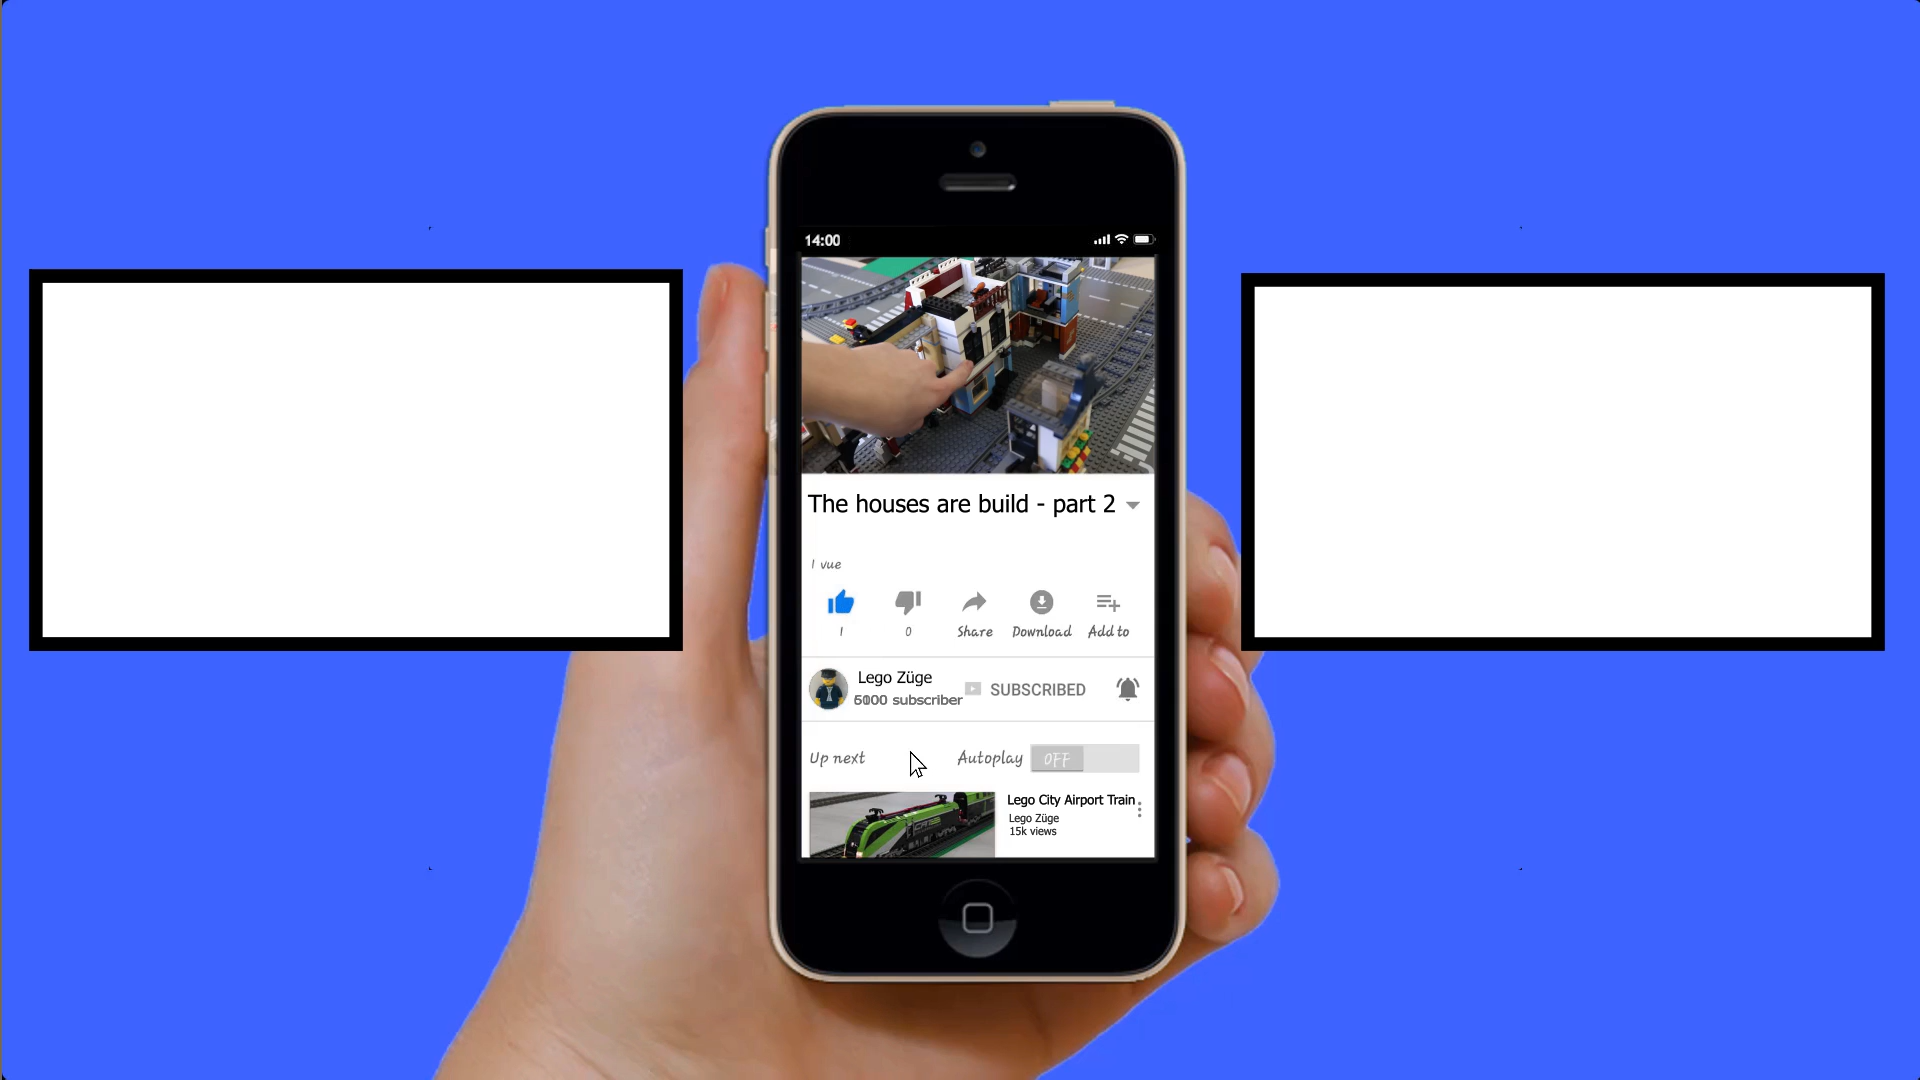 14:00
The houses are build - part 2
1 vue
1
0
Share
Download
Add to
Lego Züge
subscriber
SUBSCRIBED
Up next
Autoplay
OFF
Lego City Airport Train
Lego Züge
15k views